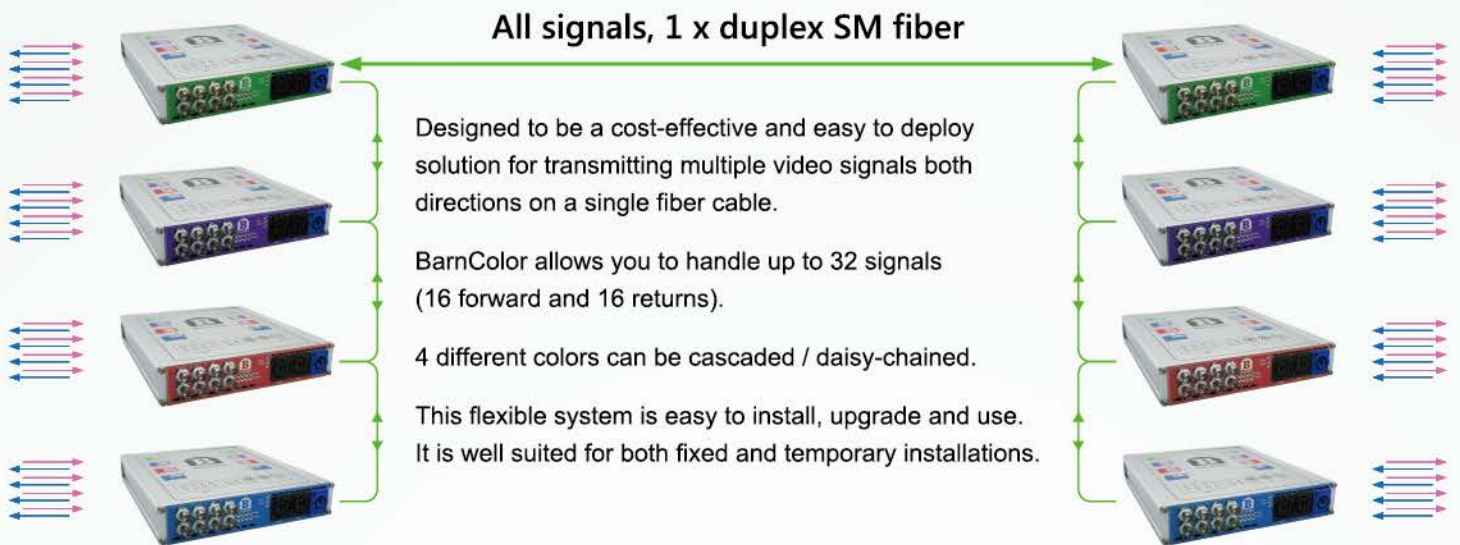 All signals, 1 x duplex SM fiber
Designed to be a cost-effective and easy to deploy
solution for transmitting multiple video signals both
directions on a single fiber cable.
BarnColor allows you to handle up to 32 signals
(16 forward and 16 returns).
4 different colors can be cascaded / daisy-chained.
This flexible system is easy to install, upgrade and use.
It is well suited for both fixed and temporary installations.